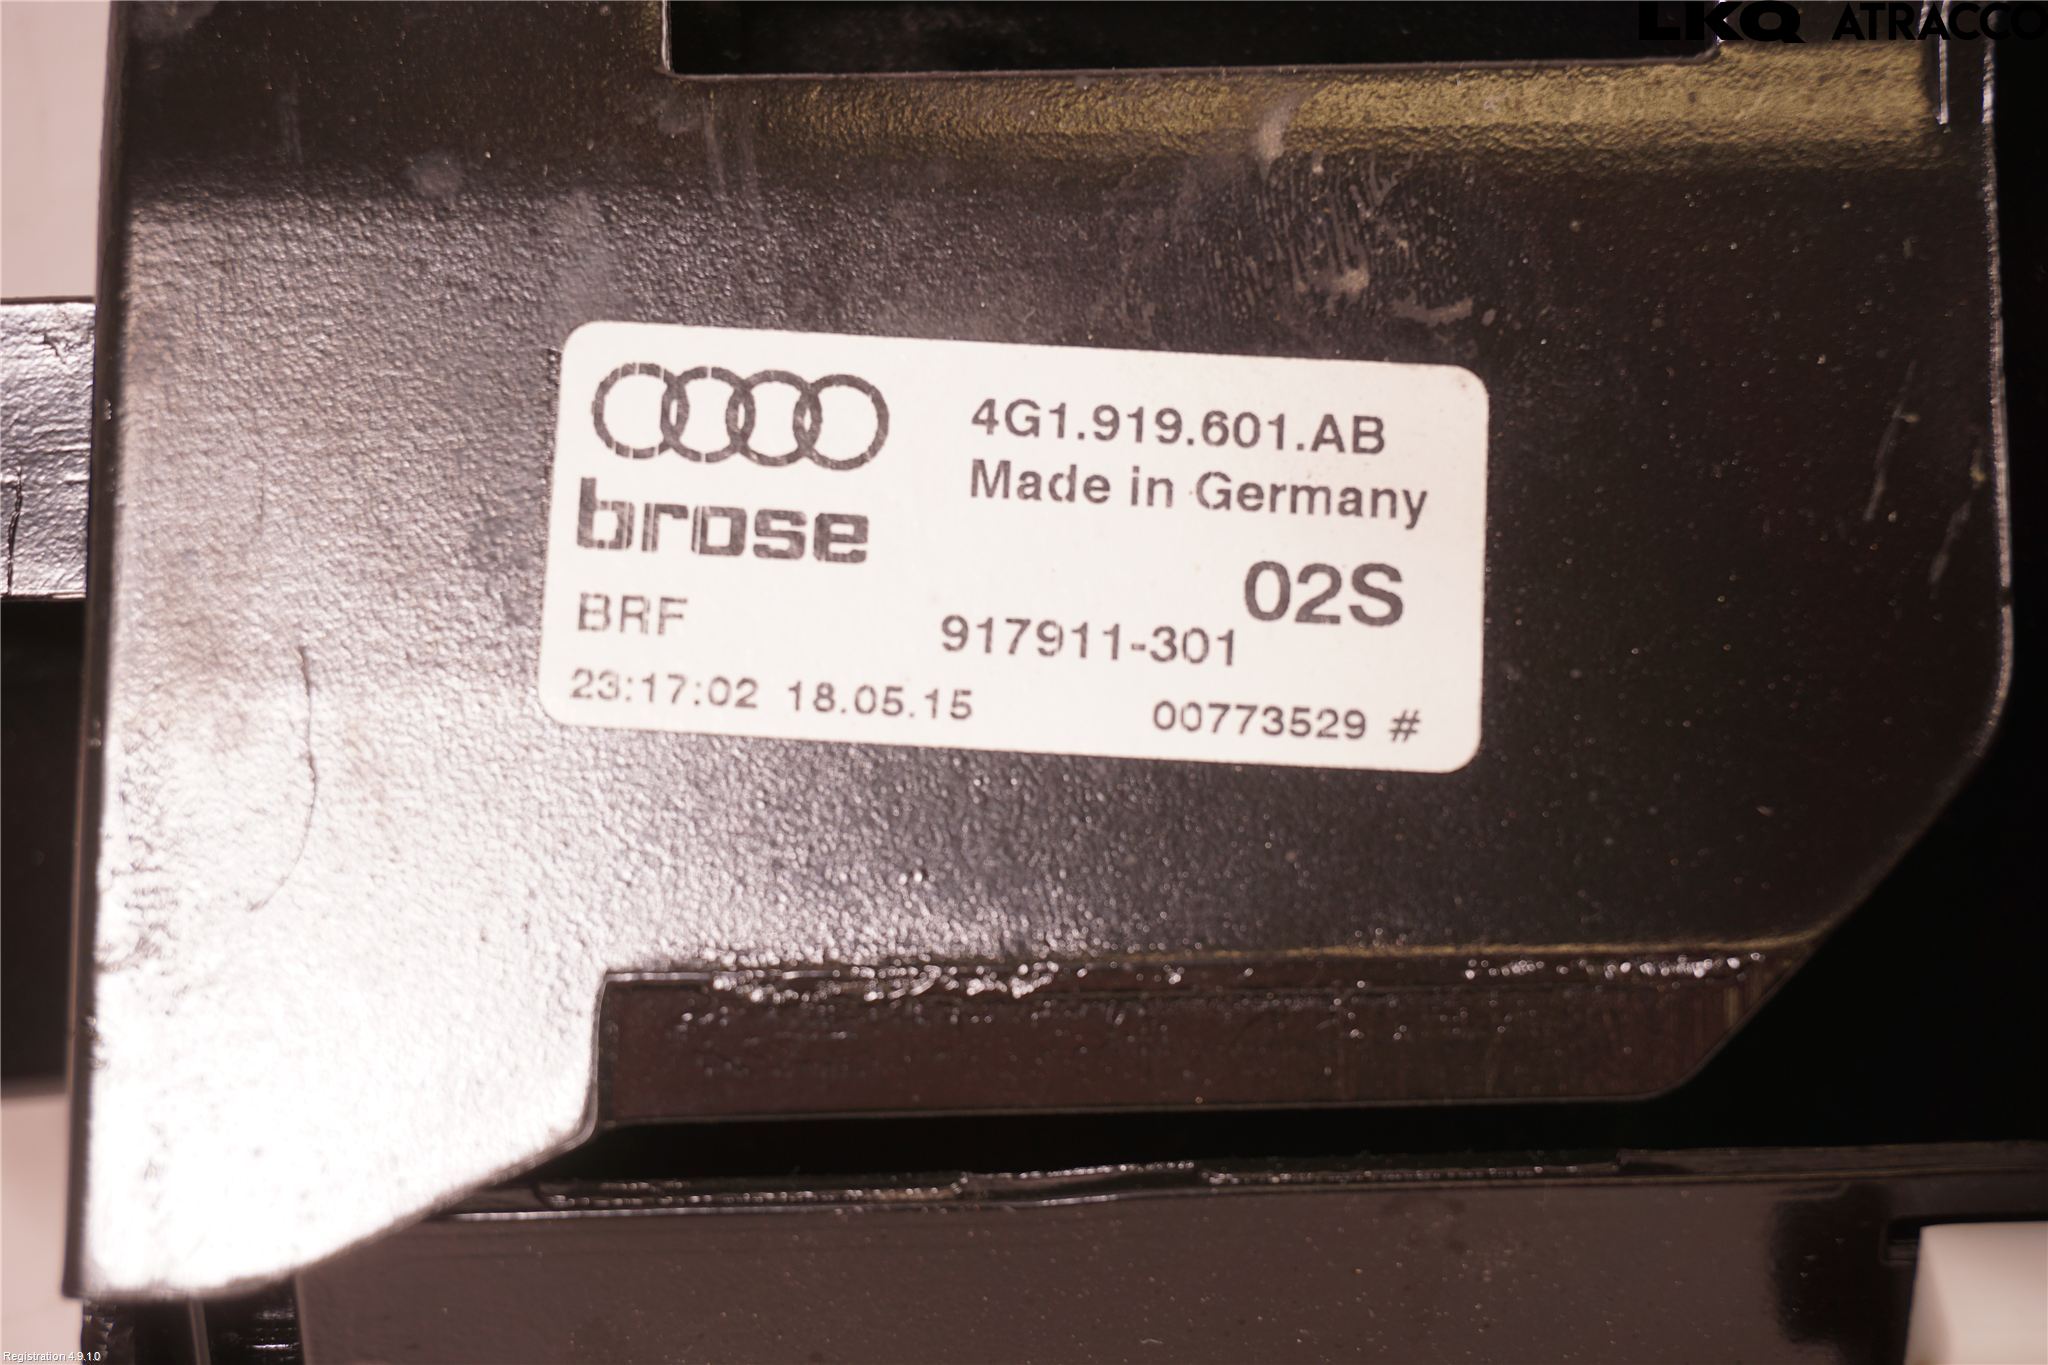 LKQ ATRACCO
4G1.919.601.AB
Made in Germany
brose
02S
BRF
917911-301
23:17:02 18.05.15
00773529 #
Registration 4.9.1.0